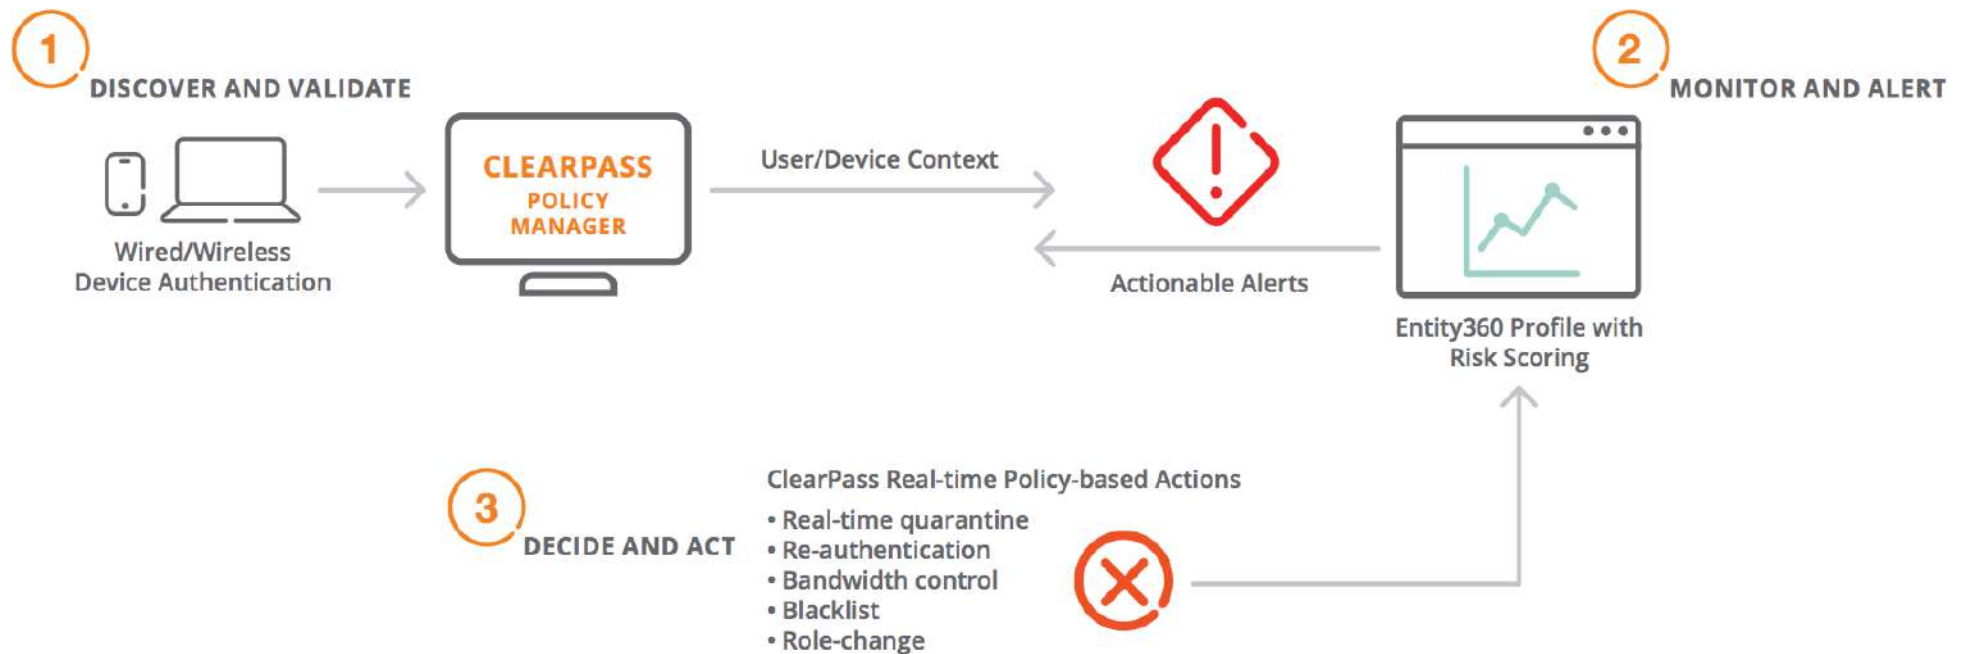 1
DISCOVER AND VALIDATE
Wired/Wireless
Device Authentication
CLEARPASS
POLICY
MANAGER
User/Device Context
Actionable Alerts
2
MONITOR AND ALERT
Entity360 Profile with
Risk Scoring
3
DECIDE AND ACT
ClearPass Real-time Policy-based Actions
• Real-time quarantine
• Re-authentication
• Bandwidth control
• Blacklist
• Role-change